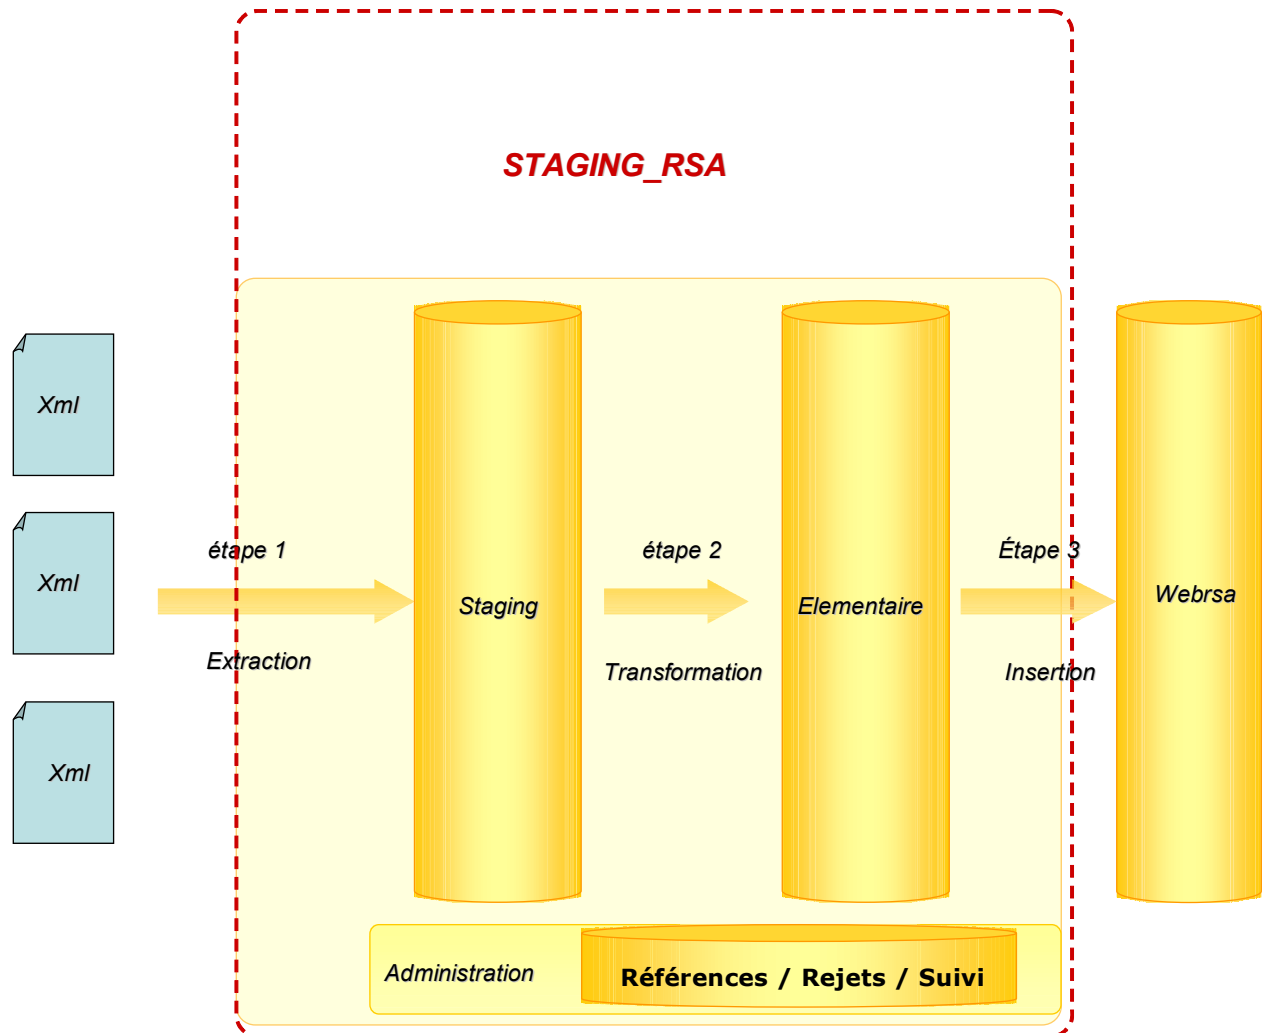 STAGING_RSA
Xml
Xml
Xml
étape 1
Extraction
Staging
étape 2
Transformation
Elementaire
Étape 3
Insertion
Webrsa
Administration
Références / Rejets / Suivi